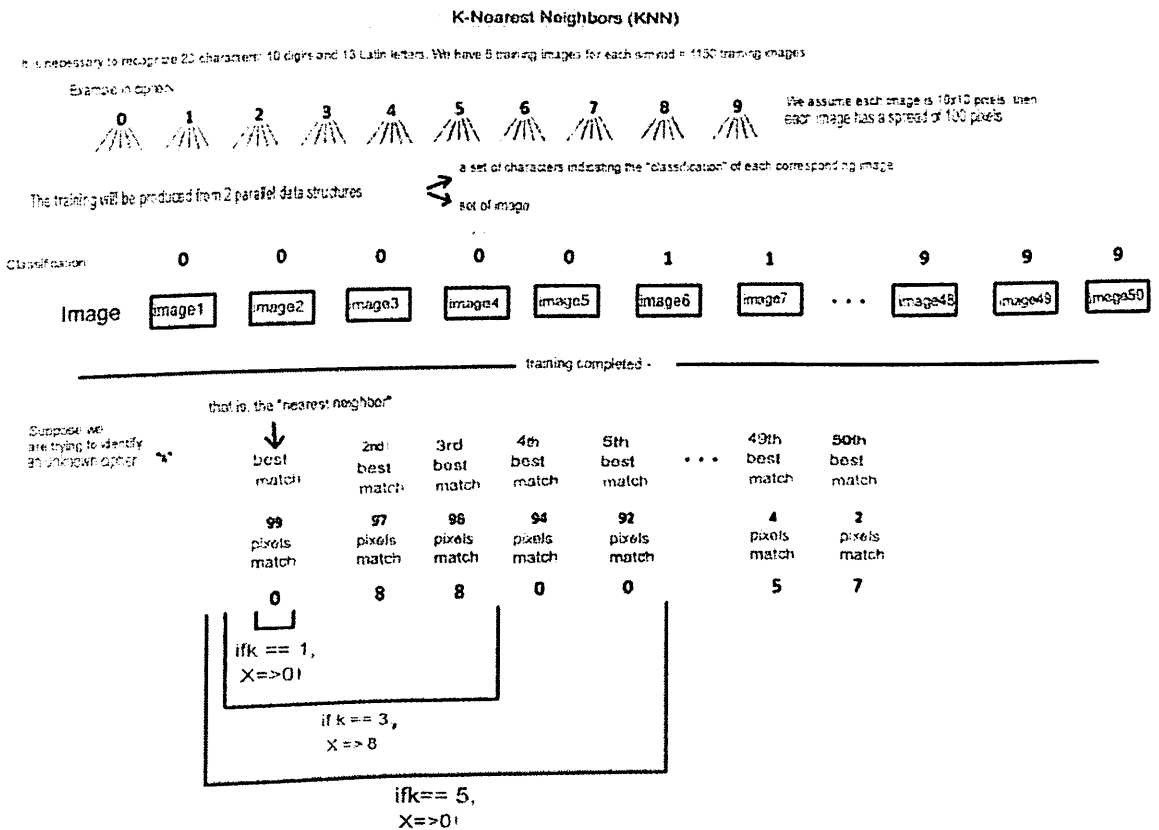 K-Nearest Neighbors (KNN)
It is necessary to recognize 23 characters: 10 digits and 13 Latin letters. We have 5 training images for each = 1150 training images
Example in
0 1 2 3 4 5 6 7 8 9
We assume each image is 10x10 pixels, then
each image has a spread of 100 pixels
a set of characters indicating the "classification" of each corresponding image
The training will be produced from 2 parallel data structures
set of image
Classification 0 0 0 0 0 1 1 9 9 9
Image image1 image2 image3 image4 image5 image6 image7 ... image48 image49 image50
training completed -
that is, the "nearest neighbor"
Suppose we
are trying to identify
an unknown cipher
best 2nd 3rd 4th 5th ... 49th 50th
match best best best best best best
match match match match match match
99 97 96 94 92 4 2
pixels pixels pixels pixels pixels pixels pixels
match match match match match match match
0 8 8 0 0 5 7
ifk == 1,
X=>0!
if k == 3,
X => 8
ifk== 5,
X=>0!